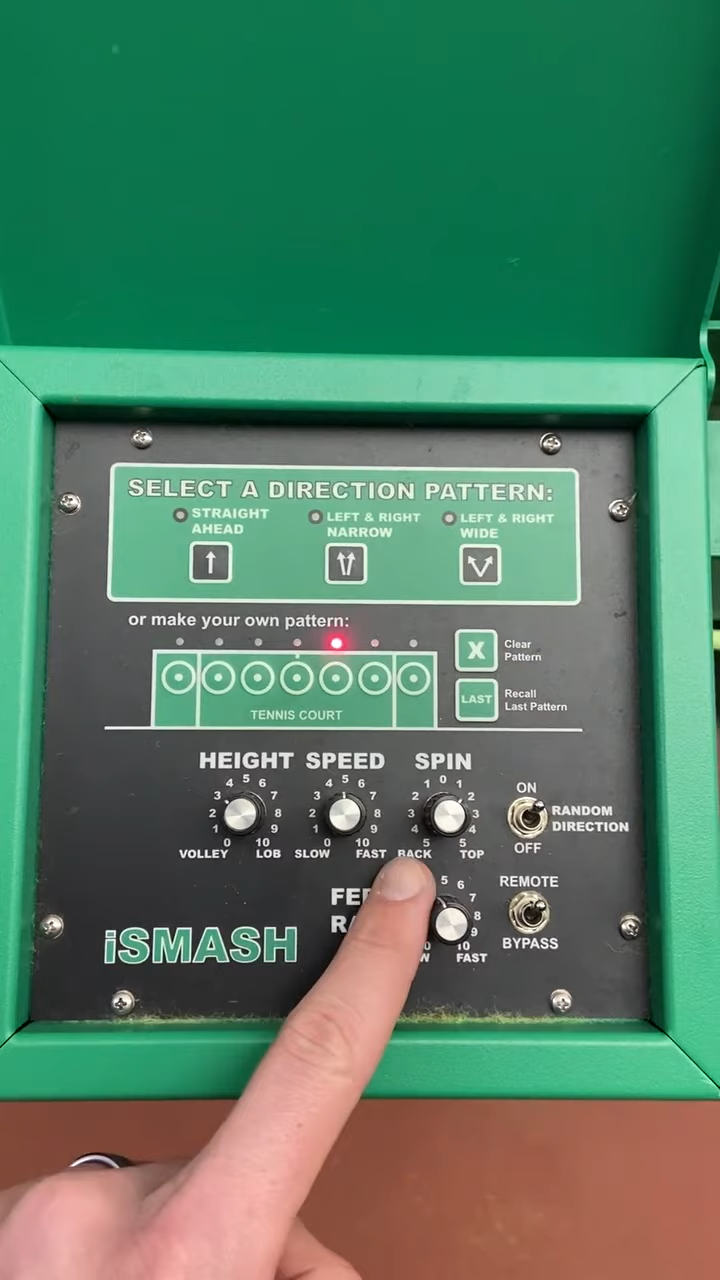 SELECT A DIRECTION PATTERN:
STRAIGHT AHEAD
LEFT & RIGHT NARROW
LEFT & RIGHT WIDE
or make your own pattern:
X Clear Pattern
LAST Recall Last Pattern
TENNIS COURT
HEIGHT SPEED SPIN
0 1 2 3 4 5 6 7 8 9 10
VOLLEY LOB
0 1 2 3 4 5 6 7 8 9 10
SLOW FAST
5 4 3 2 1 0 1 2 3 4 5
BACK TOP
ON
RANDOM DIRECTION
OFF
5 6 7 8 9 10
FAST
REMOTE
BYPASS
iSMASH